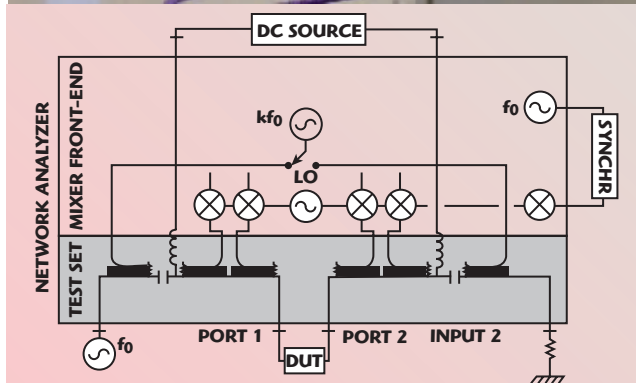 DC SOURCE
NETWORK ANALYZER
MIXER FRONT-END
kf0
f0
SYNCHR
LO
TEST SET
f0
PORT 1
DUT
PORT 2
INPUT 2